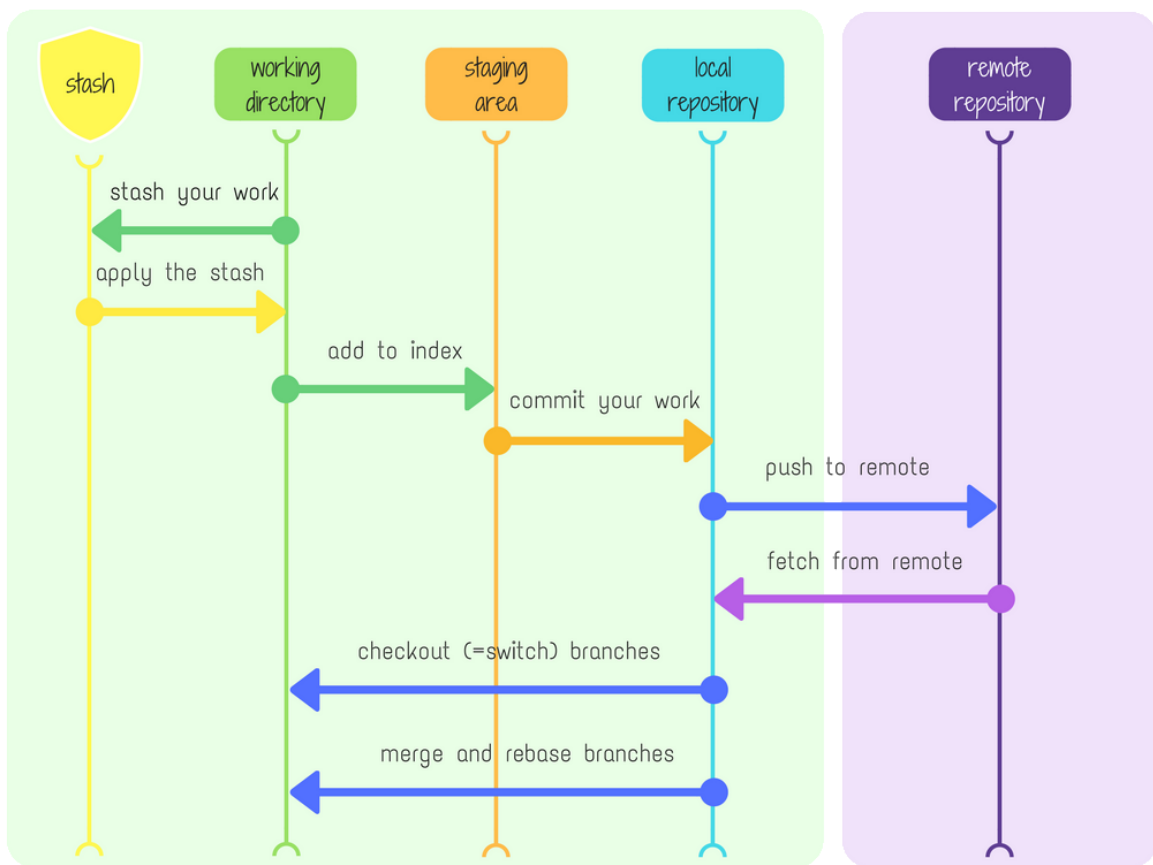 stash
working
directory
staging
area
local
repository
remote
repository
stash your work
apply the stash
add to index
commit your work
push to remote
fetch from remote
checkout (=switch) branches
merge and rebase branches